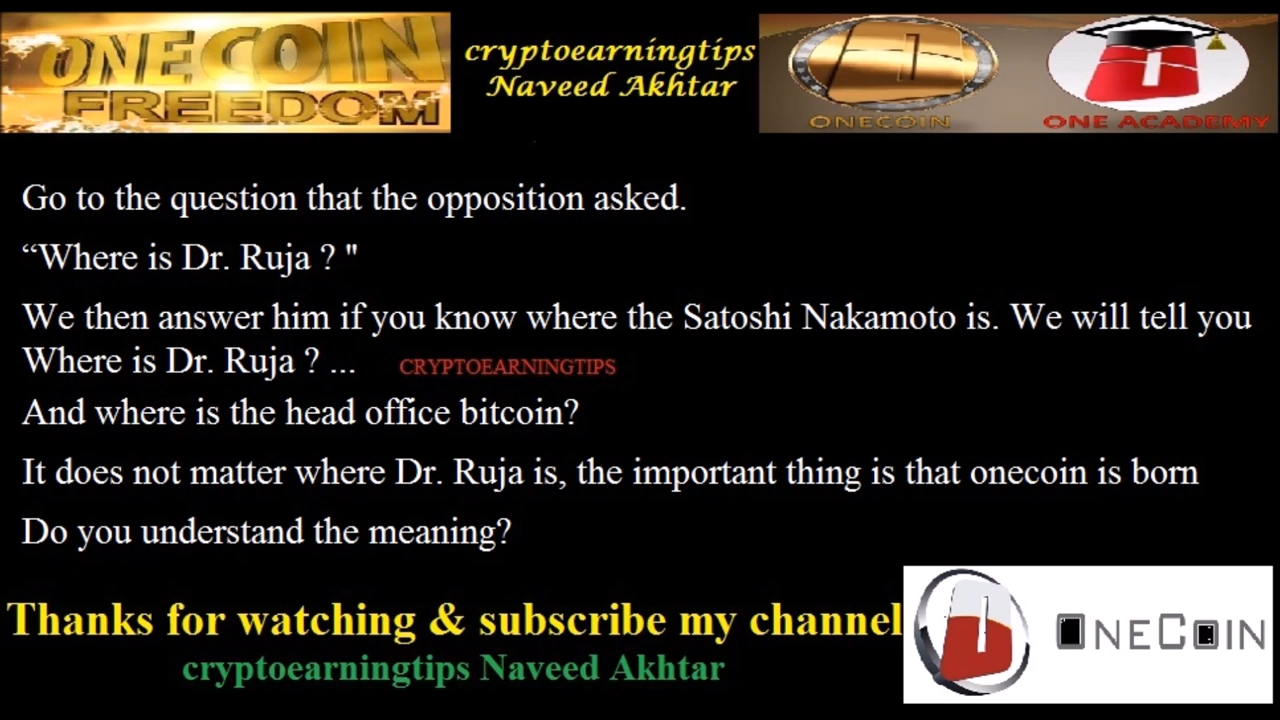 ONE COIN
FREEDOM
cryptoearningtips
Naveed Akhtar
ONECOIN
ONE ACADEMY
Go to the question that the opposition asked.
“Where is Dr. Ruja ? "
We then answer him if you know where the Satoshi Nakamoto is. We will tell you
Where is Dr. Ruja ? ...
CRYPTOEARNINGTIPS
And where is the head office bitcoin?
It does not matter where Dr. Ruja is, the important thing is that onecoin is born
Do you understand the meaning?
Thanks for watching & subscribe my channel
cryptoearningtips Naveed Akhtar
ONECOIN